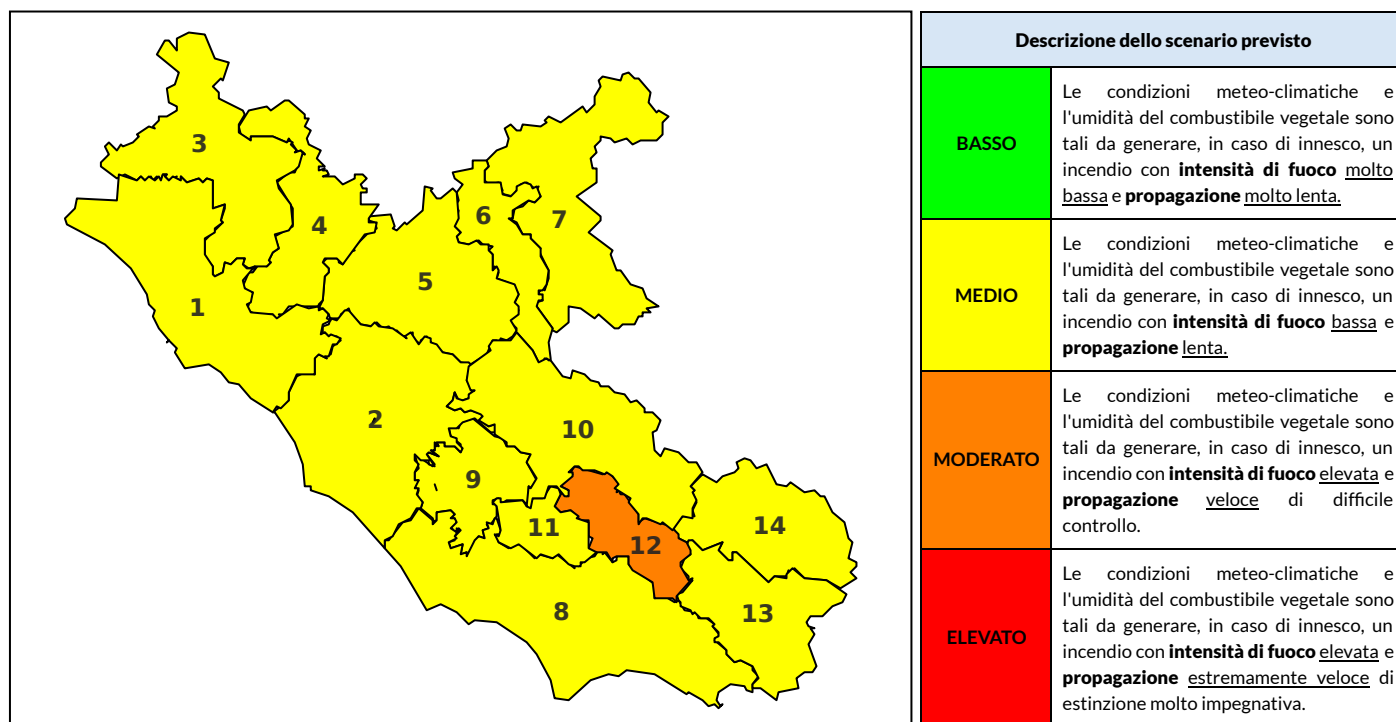 3
4
6
7
5
1
2
10
9
11
14
12
8
13
Descrizione dello scenario previsto
BASSO
Le condizioni meteo-climatiche e
l'umidità del combustibile vegetale sono
tali da generare, in caso di innesco, un
incendio con intensità di fuoco molto
bassa e propagazione molto lenta.
MEDIO
Le condizioni meteo-climatiche e
l'umidità del combustibile vegetale sono
tali da generare, in caso di innesco, un
incendio con intensità di fuoco bassa e
propagazione lenta.
MODERATO
Le condizioni meteo-climatiche e
l'umidità del combustibile vegetale sono
tali da generare, in caso di innesco, un
incendio con intensità di fuoco elevata e
propagazione veloce di difficile
controllo.
ELEVATO
Le condizioni meteo-climatiche e
l'umidità del combustibile vegetale sono
tali da generare, in caso di innesco, un
incendio con intensità di fuoco elevata e
propagazione estremamente veloce di
estinzione molto impegnativa.